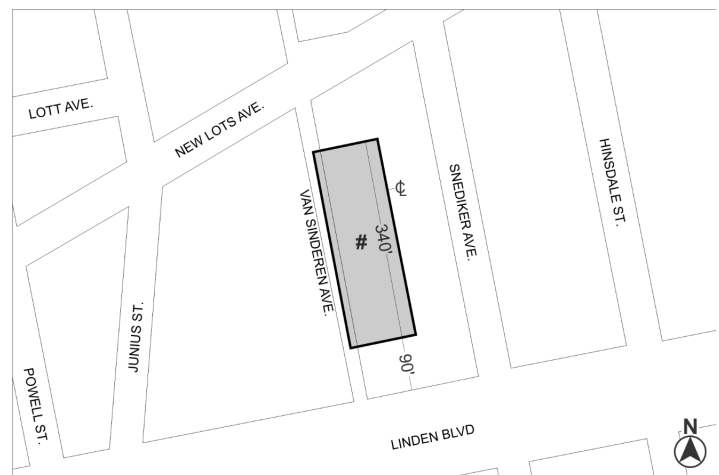 LOTT AVE.
NEW LOTS AVE.
VAN SINDEREN AVE.
SNEDIKER AVE.
HINSDALE ST.
℄
340'
#
JUNIUS ST.
POWELL ST.
90'
LINDEN BLVD
N